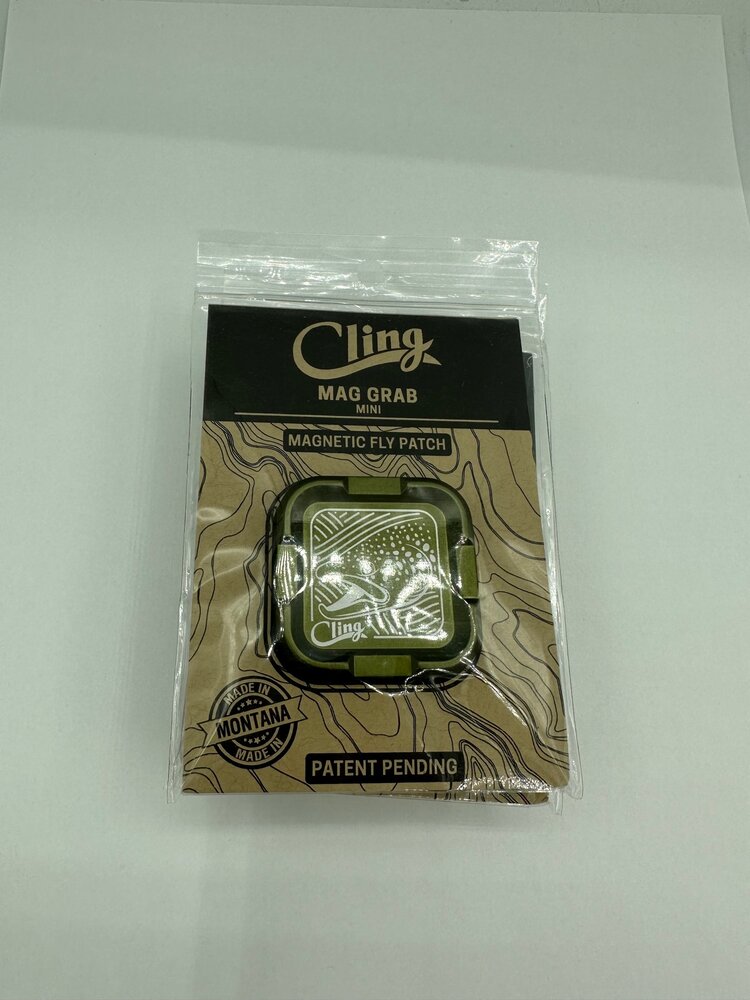 Cling
MAG GRAB
MINI
MAGNETIC FLY PATCH
Cling
MADE IN
MONTANA
MADE IN
PATENT PENDING